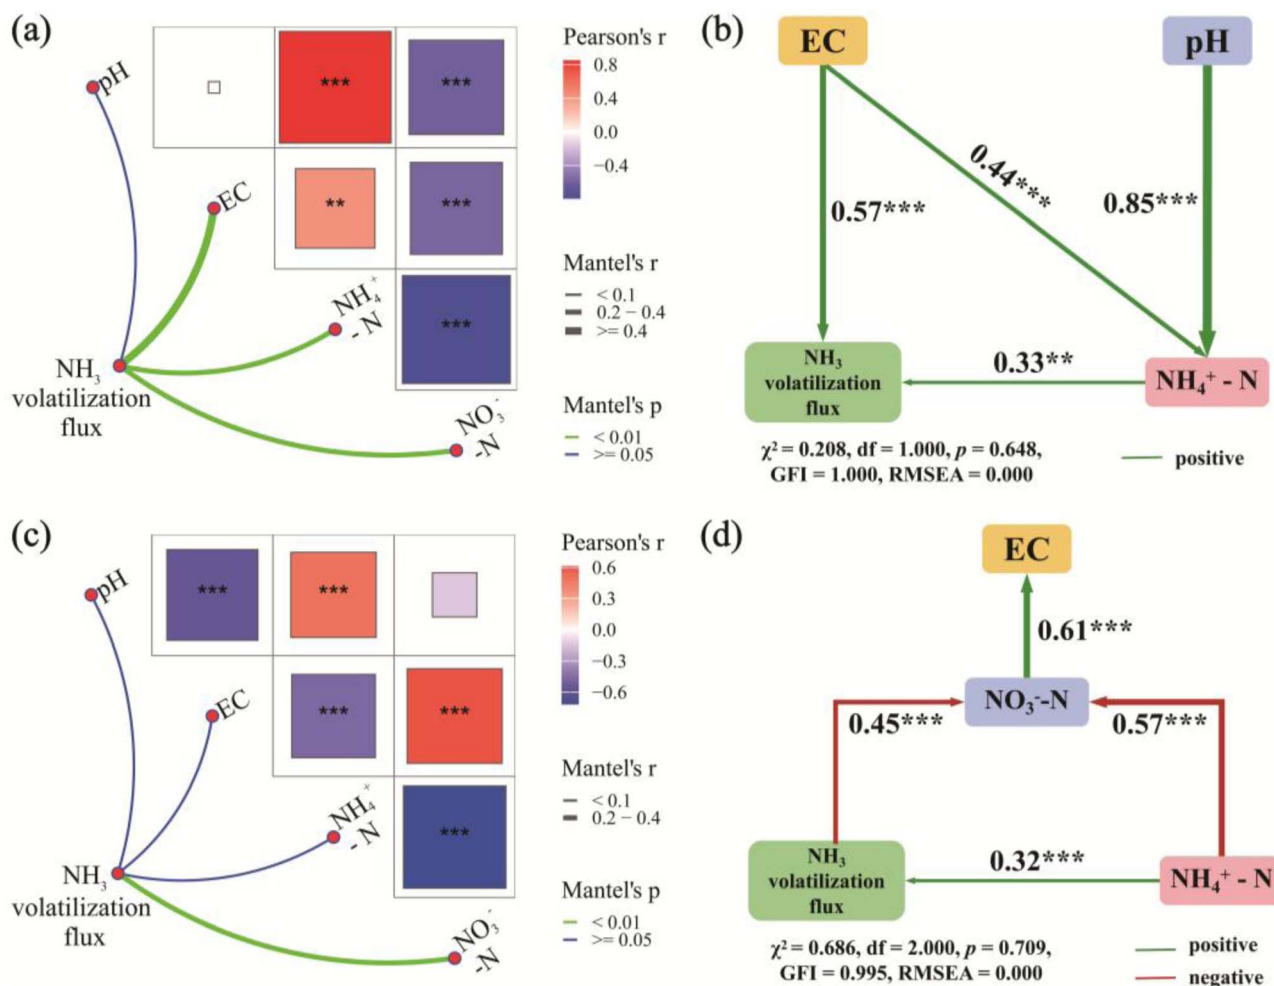 (a)
pH
***
***
EC
**
***
NH₄⁺
- N
***
NH₃
volatilization
flux
NO₃⁻
-N
Pearson's r
0.8
0.4
0.0
−0.4
Mantel's r
< 0.1
0.2 − 0.4
>= 0.4
Mantel's p
< 0.01
>= 0.05
(b)
EC
pH
0.57***
0.44***
0.85***
NH₃
volatilization
flux
0.33**
NH₄⁺ - N
χ² = 0.208, df = 1.000, p = 0.648,
GFI = 1.000, RMSEA = 0.000
positive
(c)
pH
***
***
EC
***
***
NH₄⁺
- N
***
NH₃
volatilization
flux
NO₃⁻
-N
Pearson's r
0.6
0.3
0.0
−0.3
−0.6
Mantel's r
< 0.1
0.2 − 0.4
Mantel's p
< 0.01
>= 0.05
(d)
EC
0.61***
NO₃⁻-N
0.45***
0.57***
NH₃
volatilization
flux
0.32***
NH₄⁺ - N
χ² = 0.686, df = 2.000, p = 0.709,
GFI = 0.995, RMSEA = 0.000
positive
negative